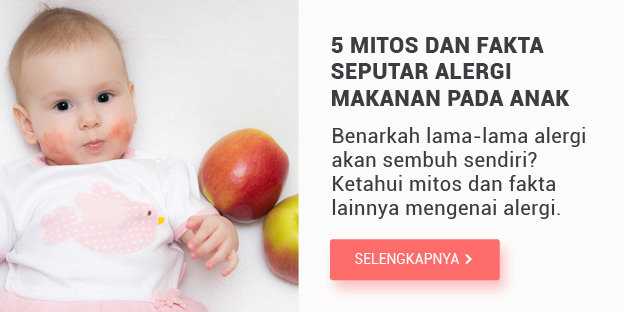 5 MITOS DAN FAKTA
SEPUTAR ALERGI
MAKANAN PADA ANAK
Benarkah lama-lama alergi
akan sembuh sendiri?
Ketahui mitos dan fakta
lainnya mengenai alergi.
SELENGKAPNYA